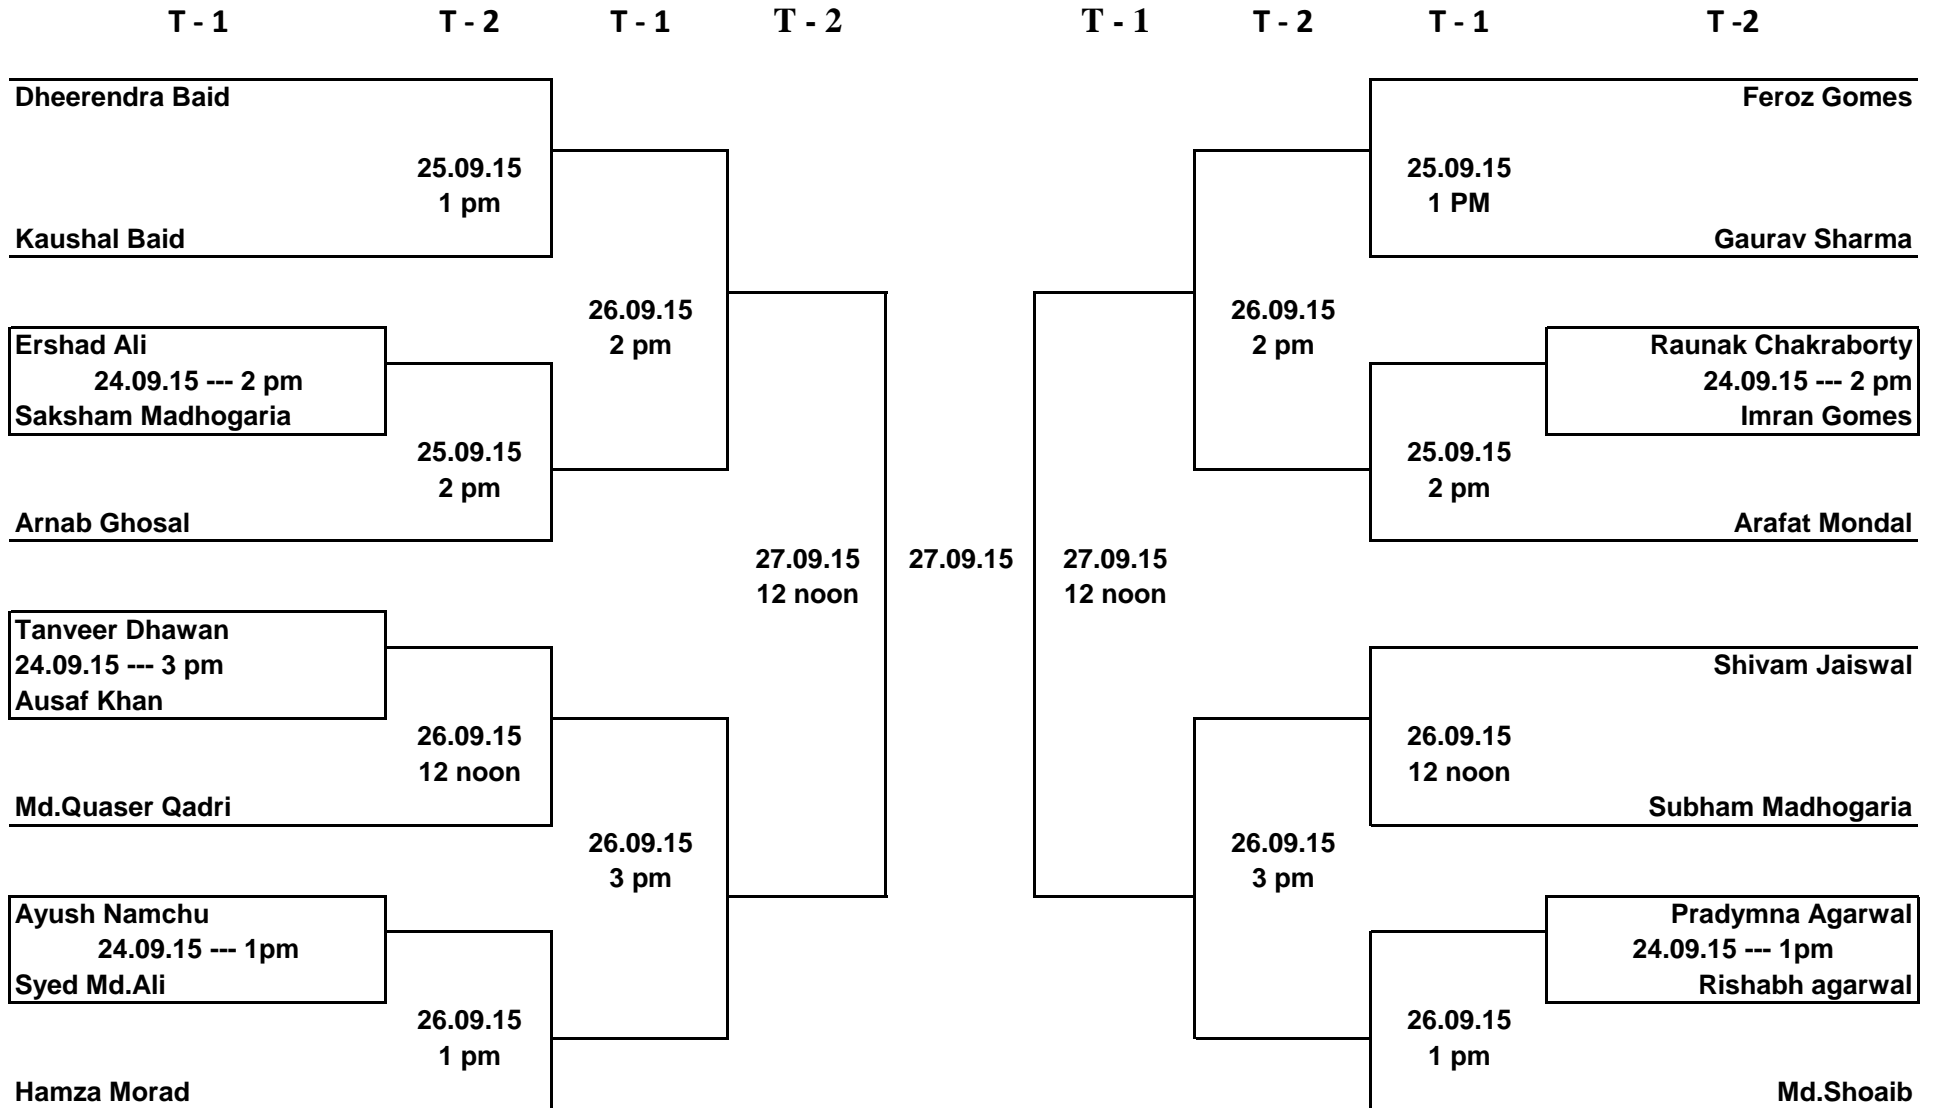 T - 1 T - 2 T - 1 T - 2 T - 1 T - 2 T - 1 T -2
Dheerendra Baid Feroz Gomes
25.09.15 25.09.15
1 pm 1 PM
Kaushal Baid Gaurav Sharma
26.09.15 26.09.15
Ershad Ali 2 pm 2 pm Raunak Chakraborty
24.09.15 --- 2 pm 24.09.15 --- 2 pm
Saksham Madhogaria Imran Gomes
25.09.15 25.09.15
2 pm 2 pm
Arnab Ghosal Arafat Mondal
27.09.15 27.09.15 27.09.15
12 noon 12 noon
Tanveer Dhawan
24.09.15 --- 3 pm Shivam Jaiswal
Ausaf Khan
26.09.15 26.09.15
12 noon 12 noon
Md.Quaser Qadri Subham Madhogaria
26.09.15 26.09.15
3 pm 3 pm
Ayush Namchu Pradymna Agarwal
24.09.15 --- 1pm 24.09.15 --- 1pm
Syed Md.Ali Rishabh agarwal
26.09.15 26.09.15
1 pm 1 pm
Hamza Morad Md.Shoaib